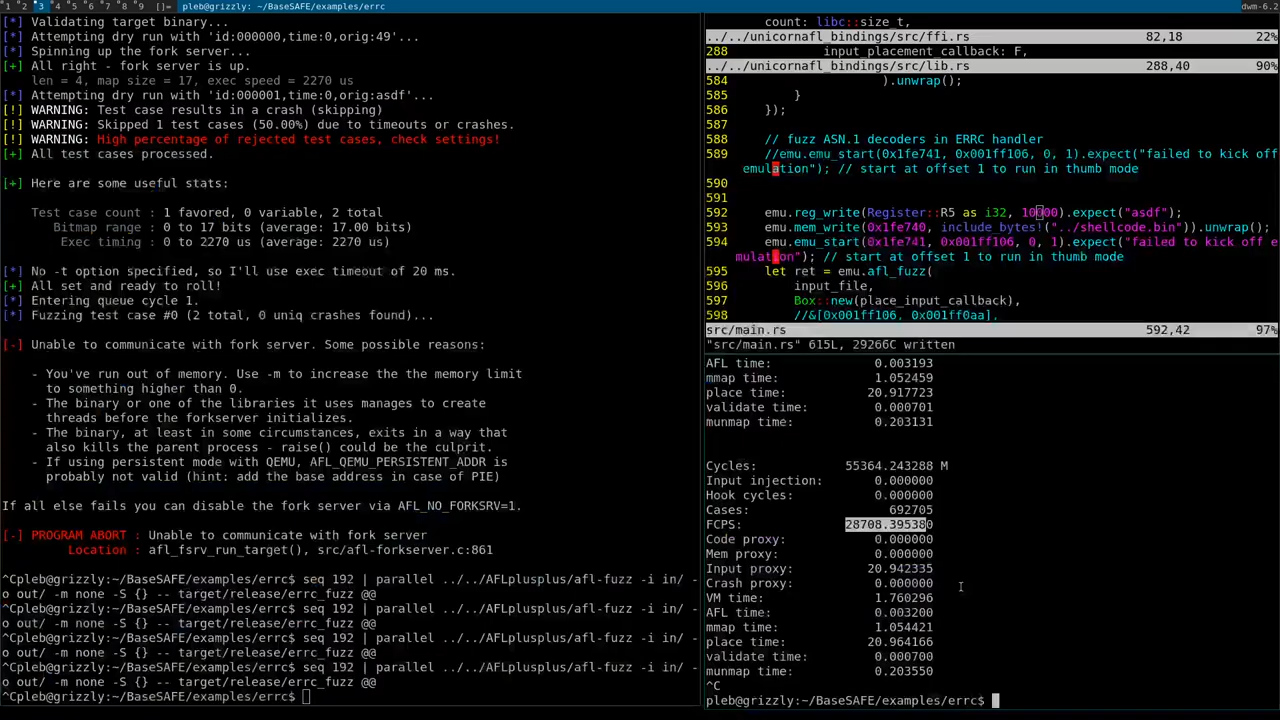 1 2 3 4 5 6 7 8 9 []= pleb@grizzly: ~/BaseSAFE/examples/errc dwm-6.2
[*] Validating target binary...
[*] Attempting dry run with 'id:000000,time:0,orig:49'...
[*] Spinning up the fork server...
[+] All right - fork server is up.
len = 4, map size = 17, exec speed = 2270 us
[*] Attempting dry run with 'id:000001,time:0,orig:asdf'...
[!] WARNING: Test case results in a crash (skipping)
[!] WARNING: Skipped 1 test cases (50.00%) due to timeouts or crashes.
[!] WARNING: High percentage of rejected test cases, check settings!
[+] All test cases processed.
[+] Here are some useful stats:
Test case count : 1 favored, 0 variable, 2 total
Bitmap range : 0 to 17 bits (average: 17.00 bits)
Exec timing : 0 to 2270 us (average: 2270 us)
[*] No -t option specified, so I'll use exec timeout of 20 ms.
[+] All set and ready to roll!
[*] Entering queue cycle 1.
[*] Fuzzing test case #0 (2 total, 0 uniq crashes found)...
[-] Unable to communicate with fork server. Some possible reasons:
- You've run out of memory. Use -m to increase the the memory limit
to something higher than 0.
- The binary or one of the libraries it uses manages to create
threads before the forkserver initializes.
- The binary, at least in some circumstances, exits in a way that
also kills the parent process - raise() could be the culprit.
- If using persistent mode with QEMU, AFL_QEMU_PERSISTENT_ADDR is
probably not valid (hint: add the base address in case of PIE)
If all else fails you can disable the fork server via AFL_NO_FORKSRV=1.
[-] PROGRAM ABORT : Unable to communicate with fork server
Location : afl_fsrv_run_target(), src/afl-forkserver.c:861
^Cpleb@grizzly:~/BaseSAFE/examples/errc$ seq 192 | parallel ../../AFLplusplus/afl-fuzz -i in/ -
o out/ -m none -S {} -- target/release/errc_fuzz @@
^Cpleb@grizzly:~/BaseSAFE/examples/errc$ seq 192 | parallel ../../AFLplusplus/afl-fuzz -i in/ -
o out/ -m none -S {} -- target/release/errc_fuzz @@
^Cpleb@grizzly:~/BaseSAFE/examples/errc$ seq 192 | parallel ../../AFLplusplus/afl-fuzz -i in/ -
o out/ -m none -S {} -- target/release/errc_fuzz @@
^Cpleb@grizzly:~/BaseSAFE/examples/errc$ seq 192 | parallel ../../AFLplusplus/afl-fuzz -i in/ -
o out/ -m none -S {} -- target/release/errc_fuzz @@
^Cpleb@grizzly:~/BaseSAFE/examples/errc$
count: libc::size_t,
../../unicornafl_bindings/src/ffi.rs 82,18 22%
288 input_placement_callback: F,
../../unicornafl_bindings/src/lib.rs 288,40 90%
584 ).unwrap();
585 }
586 });
587
588 // fuzz ASN.1 decoders in ERRC handler
589 //emu.emu_start(0x1fe741, 0x001ff106, 0, 1).expect("failed to kick off
emulation"); // start at offset 1 to run in thumb mode
590
591
592 emu.reg_write(Register::R5 as i32, 10000).expect("asdf");
593 emu.mem_write(0x1fe740, include_bytes!("../shellcode.bin")).unwrap();
594 emu.emu_start(0x1fe741, 0x001ff106, 0, 1).expect("failed to kick off e
mulation"); // start at offset 1 to run in thumb mode
595 let ret = emu.afl_fuzz(
596 input_file,
597 Box::new(place_input_callback),
598 //&[0x001ff106, 0x001ff0aa],
src/main.rs 592,42 97%
"src/main.rs" 615L, 29266C written
AFL time: 0.003193
mmap time: 1.052459
place time: 20.917723
validate time: 0.000701
munmap time: 0.203131
Cycles: 55364.243288 M
Input injection: 0.000000
Hook cycles: 0.000000
Cases: 692705
FCPS: 28708.395380
Code proxy: 0.000000
Mem proxy: 0.000000
Input proxy: 20.942335
Crash proxy: 0.000000
VM time: 1.760296
AFL time: 0.003200
mmap time: 1.054421
place time: 20.964166
validate time: 0.000700
munmap time: 0.203550
^C
pleb@grizzly:~/BaseSAFE/examples/errc$